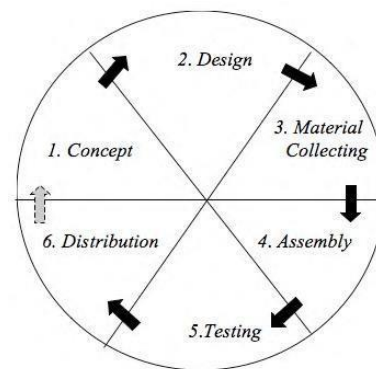 1. Concept
2. Design
3. Material
Collecting
4. Assembly
5.Testing
6. Distribution